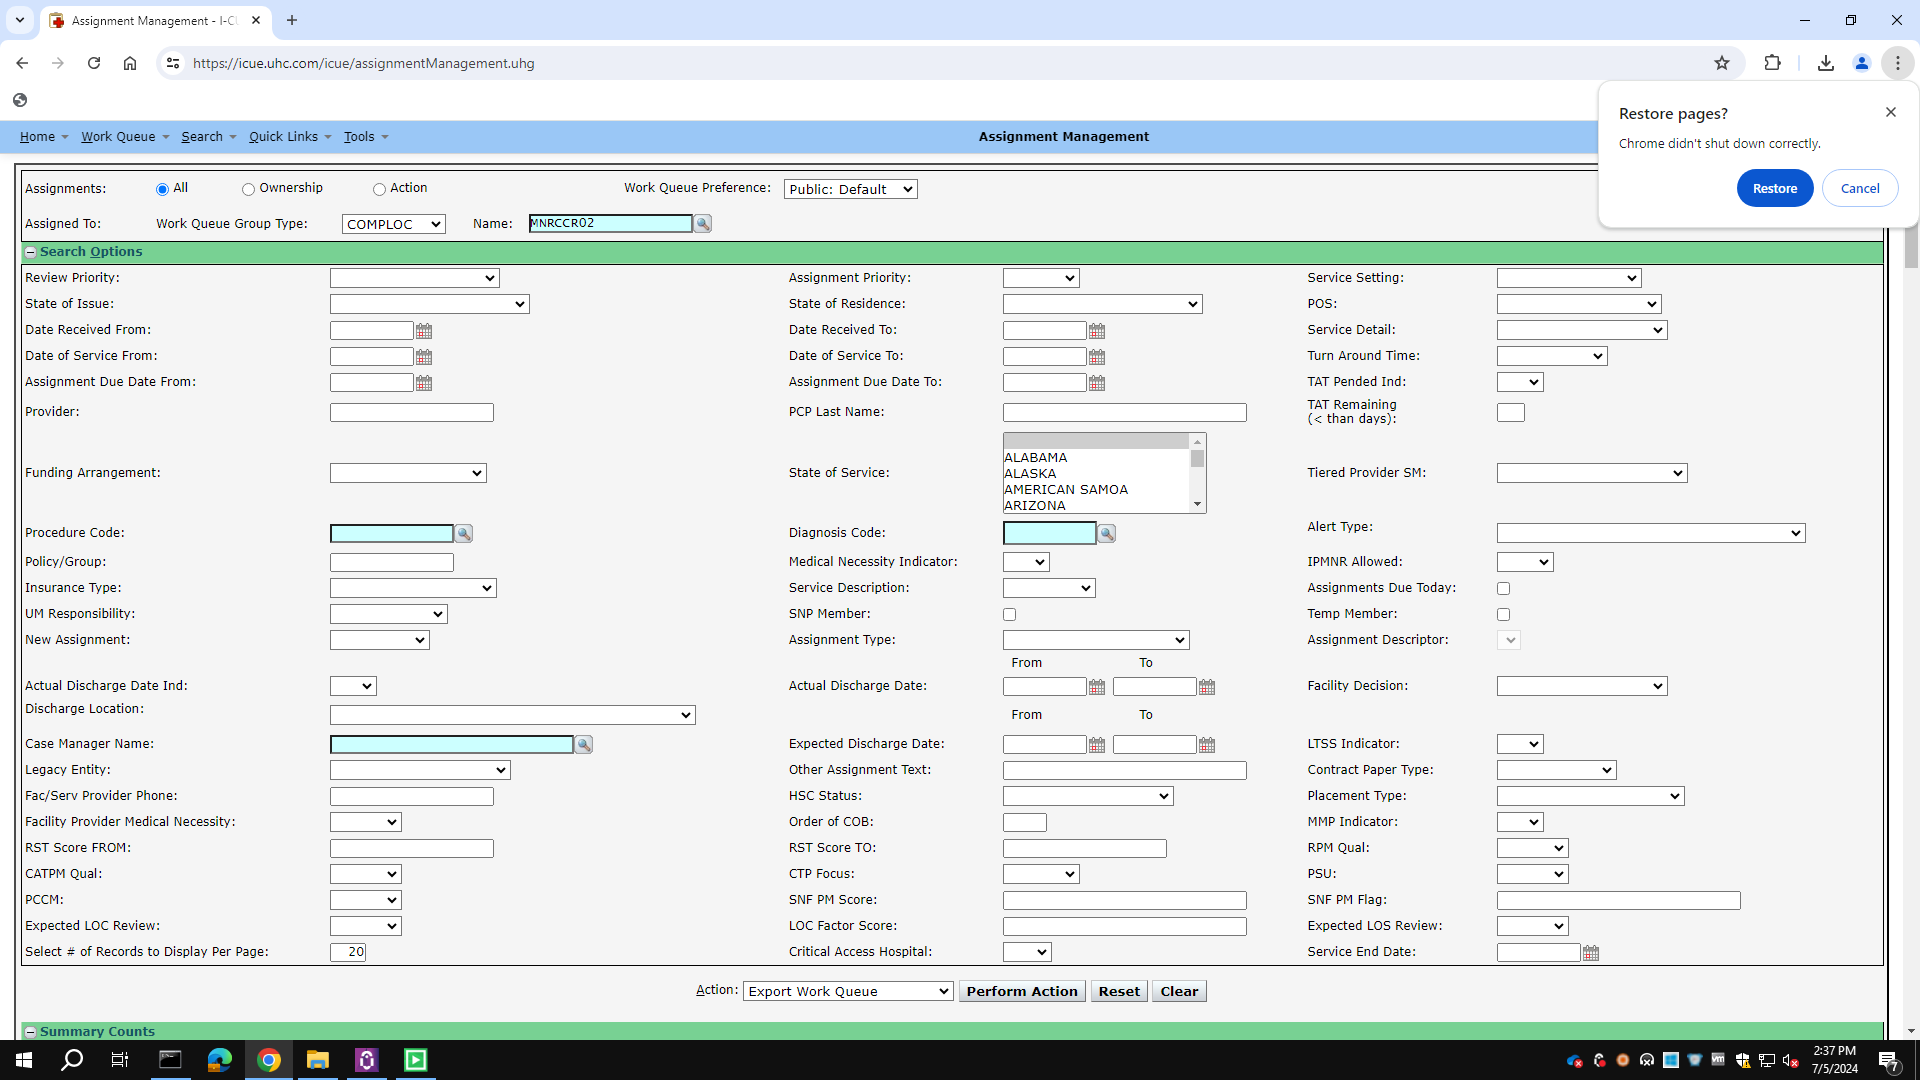 Assignment Management - I-CU
https://icue.uhc.com/icue/assignmentManagement.uhg
Restore pages?
Chrome didn't shut down correctly.
Restore Cancel
Home Work Queue Search Quick Links Tools Assignment Management
Assignments: All Ownership Action Work Queue Preference: Public: Default
Assigned To: Work Queue Group Type: COMPLOC Name: MNRCCR02
Search Options
Review Priority: Assignment Priority: Service Setting:
State of Issue: State of Residence: POS:
Date Received From: Date Received To: Service Detail:
Date of Service From: Date of Service To: Turn Around Time:
Assignment Due Date From: Assignment Due Date To: TAT Pended Ind:
Provider: PCP Last Name: TAT Remaining
(< than days):
Funding Arrangement: State of Service: Tiered Provider SM:
ALABAMA
ALASKA
AMERICAN SAMOA
ARIZONA
Procedure Code: Diagnosis Code: Alert Type:
Policy/Group: Medical Necessity Indicator: IPMNR Allowed:
Insurance Type: Service Description: Assignments Due Today:
UM Responsibility: SNP Member: Temp Member:
New Assignment: Assignment Type: Assignment Descriptor:
From To
Actual Discharge Date Ind: Actual Discharge Date: Facility Decision:
Discharge Location:
From To
Case Manager Name: Expected Discharge Date: LTSS Indicator:
Legacy Entity: Other Assignment Text: Contract Paper Type:
Fac/Serv Provider Phone: HSC Status: Placement Type:
Facility Provider Medical Necessity: Order of COB: MMP Indicator:
RST Score FROM: RST Score TO: RPM Qual:
CATPM Qual: CTP Focus: PSU:
PCCM: SNF PM Score: SNF PM Flag:
Expected LOC Review: LOC Factor Score: Expected LOS Review:
Select # of Records to Display Per Page: 20 Critical Access Hospital: Service End Date:
Action: Export Work Queue Perform Action Reset Clear
Summary Counts
2:37 PM
7/5/2024
7